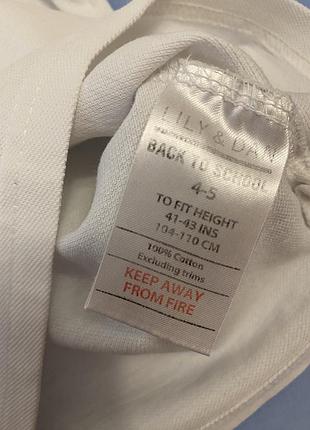 LILY & DAN
BACK TO SCHOOL
4-5
TO FIT HEIGHT
41-43 INS
104-110 CM
100% Cotton
Excluding trims
KEEP AWAY
FROM FIRE